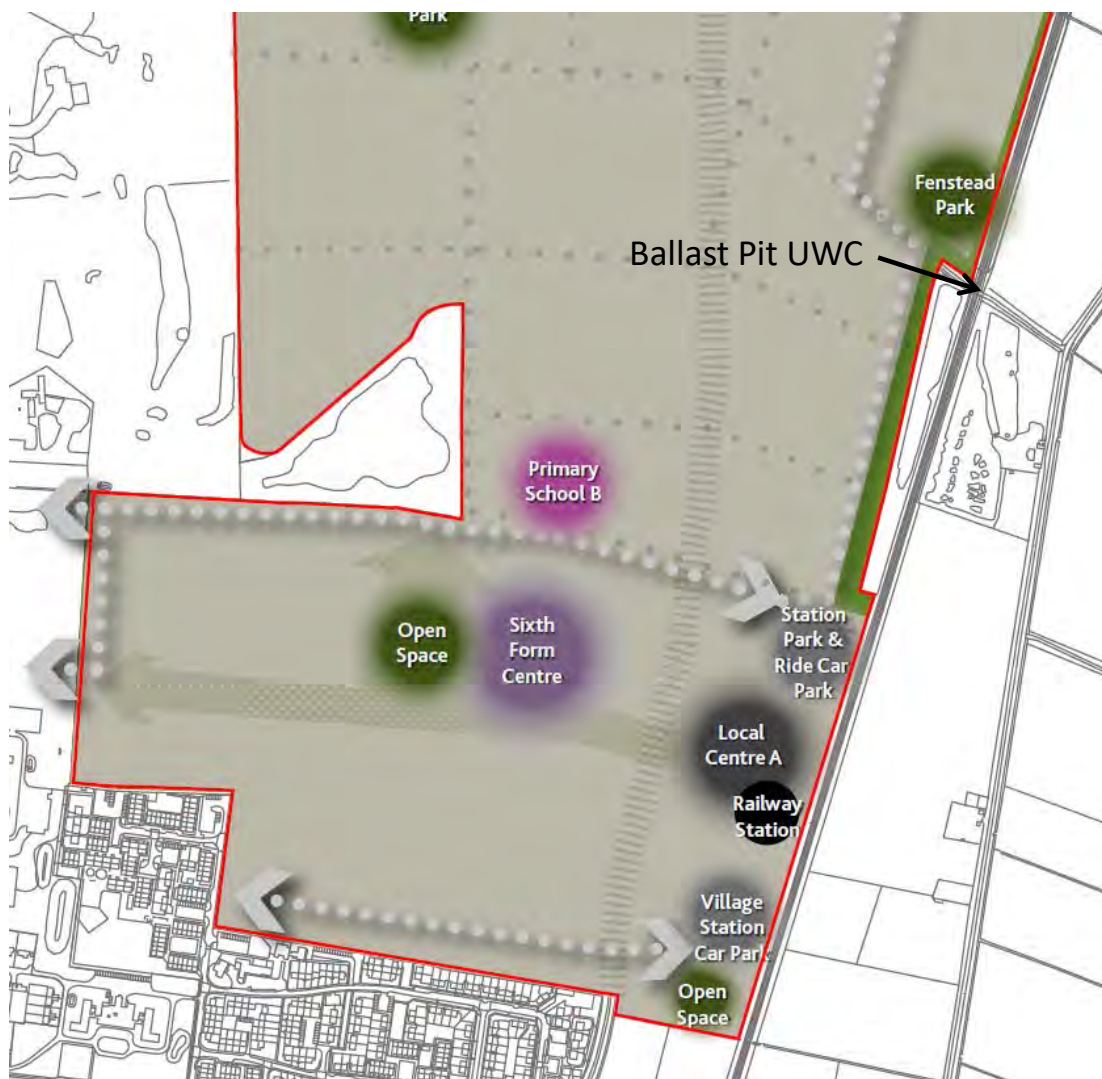 Park
Fenstead
Park
Ballast Pit UWC
Primary
School B
Open
Space
Sixth
Form
Centre
Station
Park &
Ride Car
Park
Local
Centre A
Railway
Station
Village
Station
Car Park
Open
Space